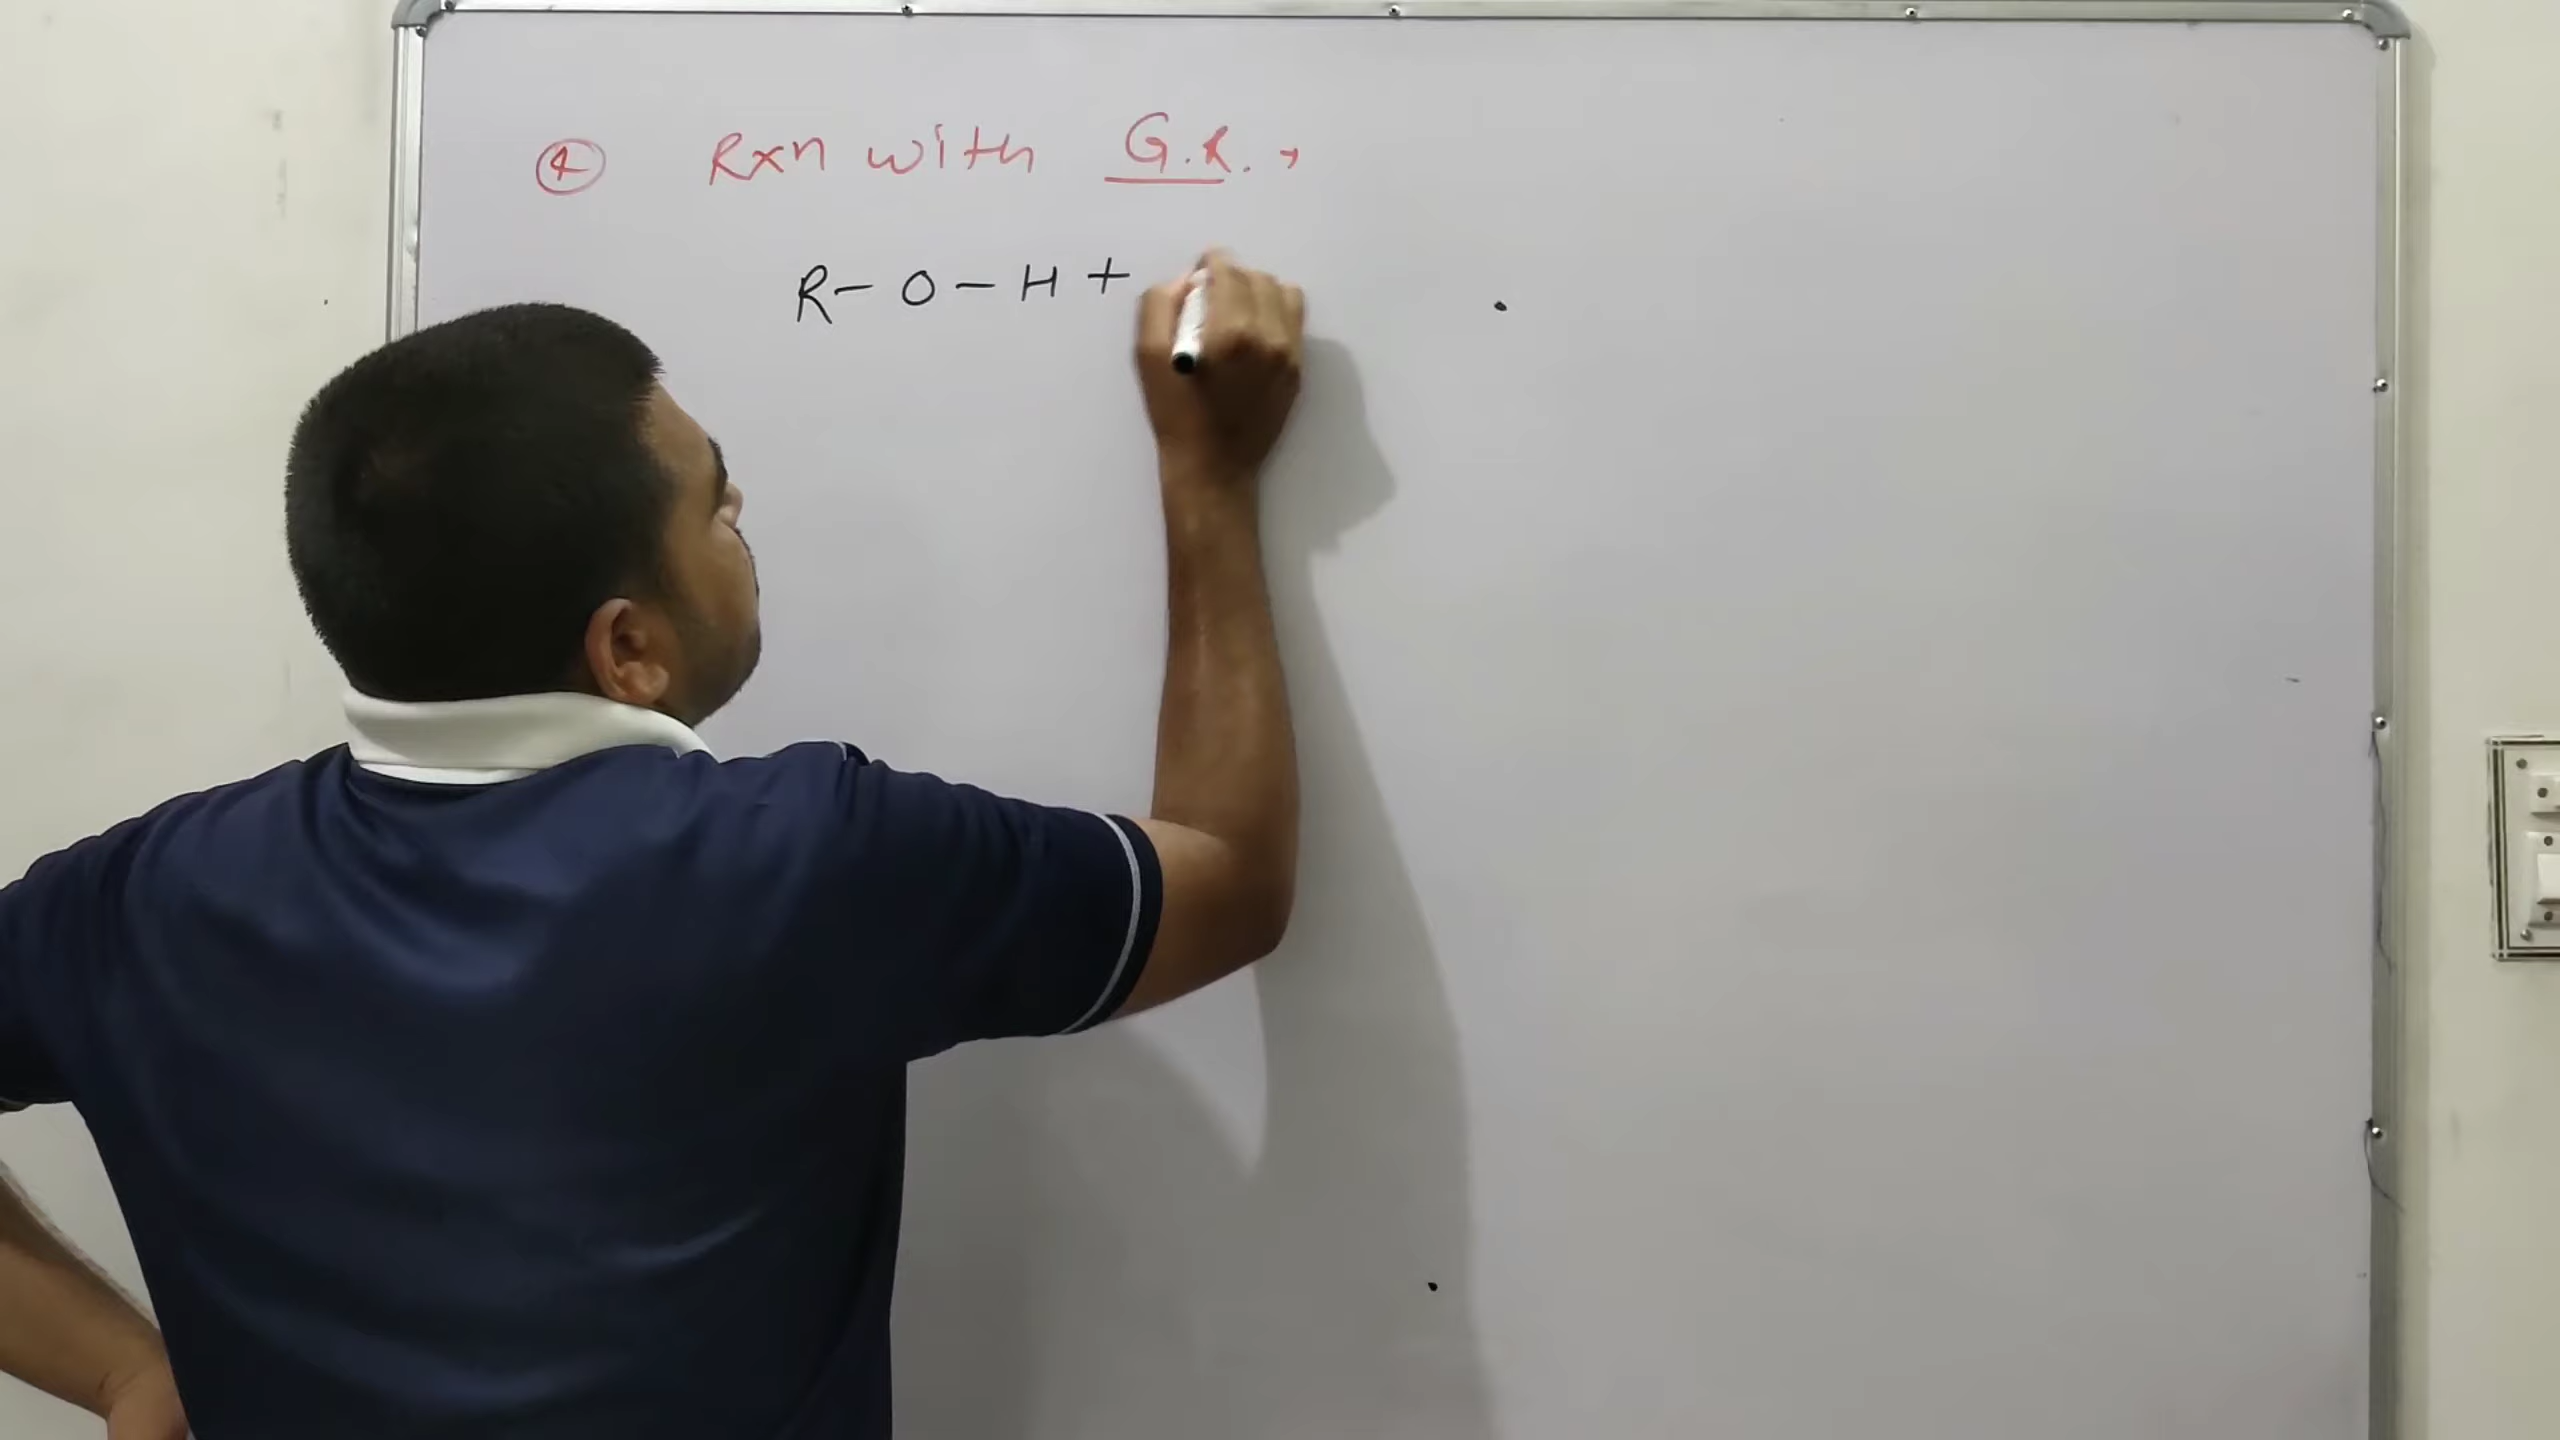 ④ Rxn with G.R. →
R - O - H +